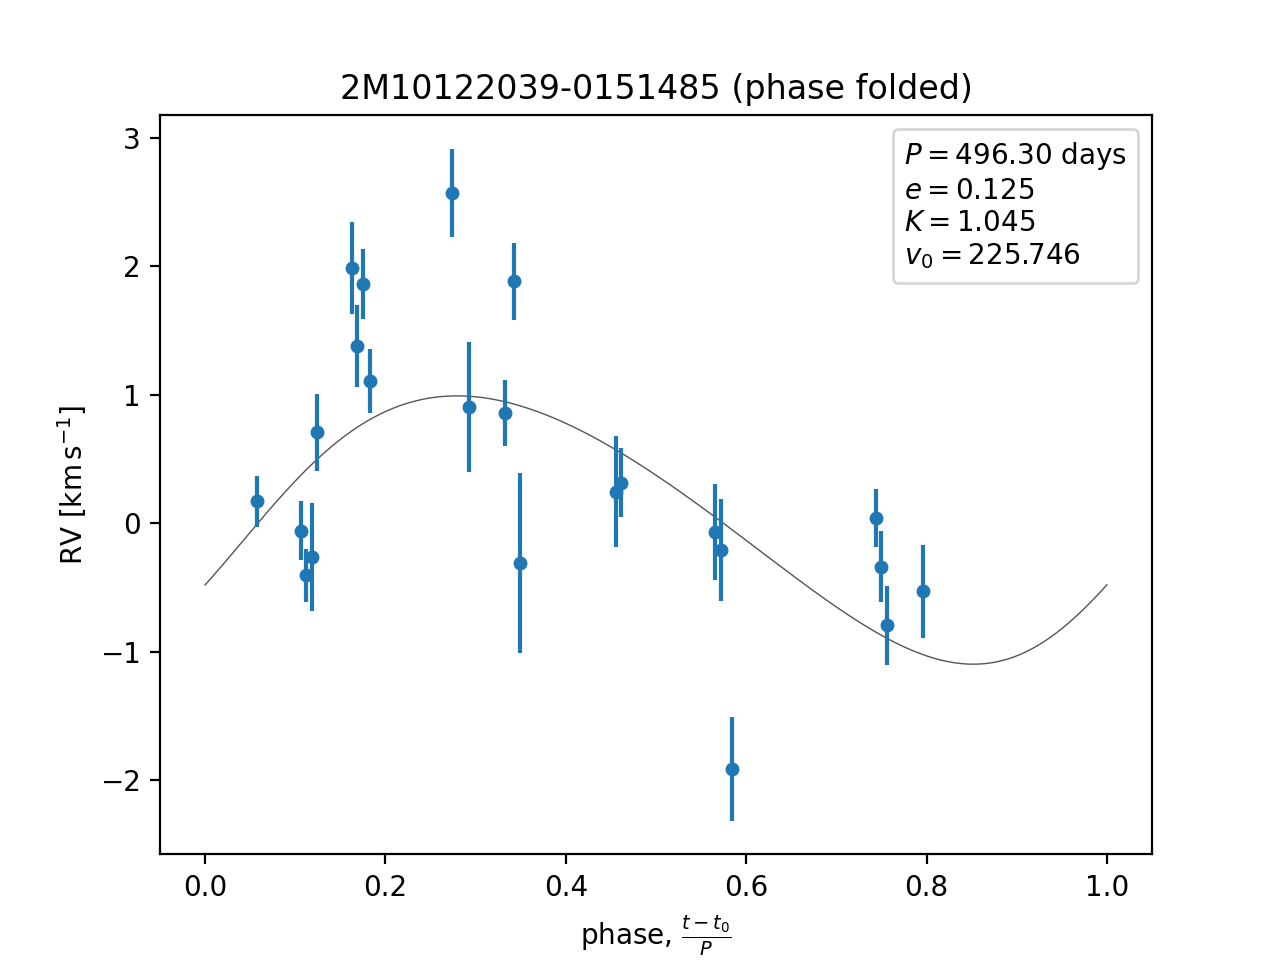 2M10122039-0151485 (phase folded)
P = 496.30 days
e = 0.125
K = 1.045
v₀ = 225.746
RV [km s⁻¹]
3
2
1
0
−1
−2
0.0 0.2 0.4 0.6 0.8 1.0
phase, (t − t₀)/P